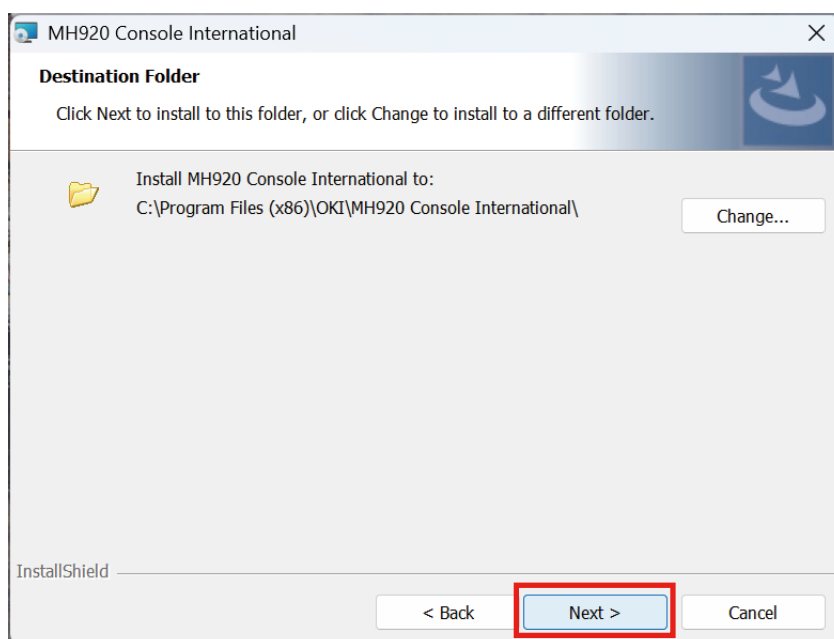 MH920 Console International
Destination Folder
Click Next to install to this folder, or click Change to install to a different folder.
Install MH920 Console International to:
C:\Program Files (x86)\OKI\MH920 Console International\
Change...
InstallShield
< Back
Next >
Cancel